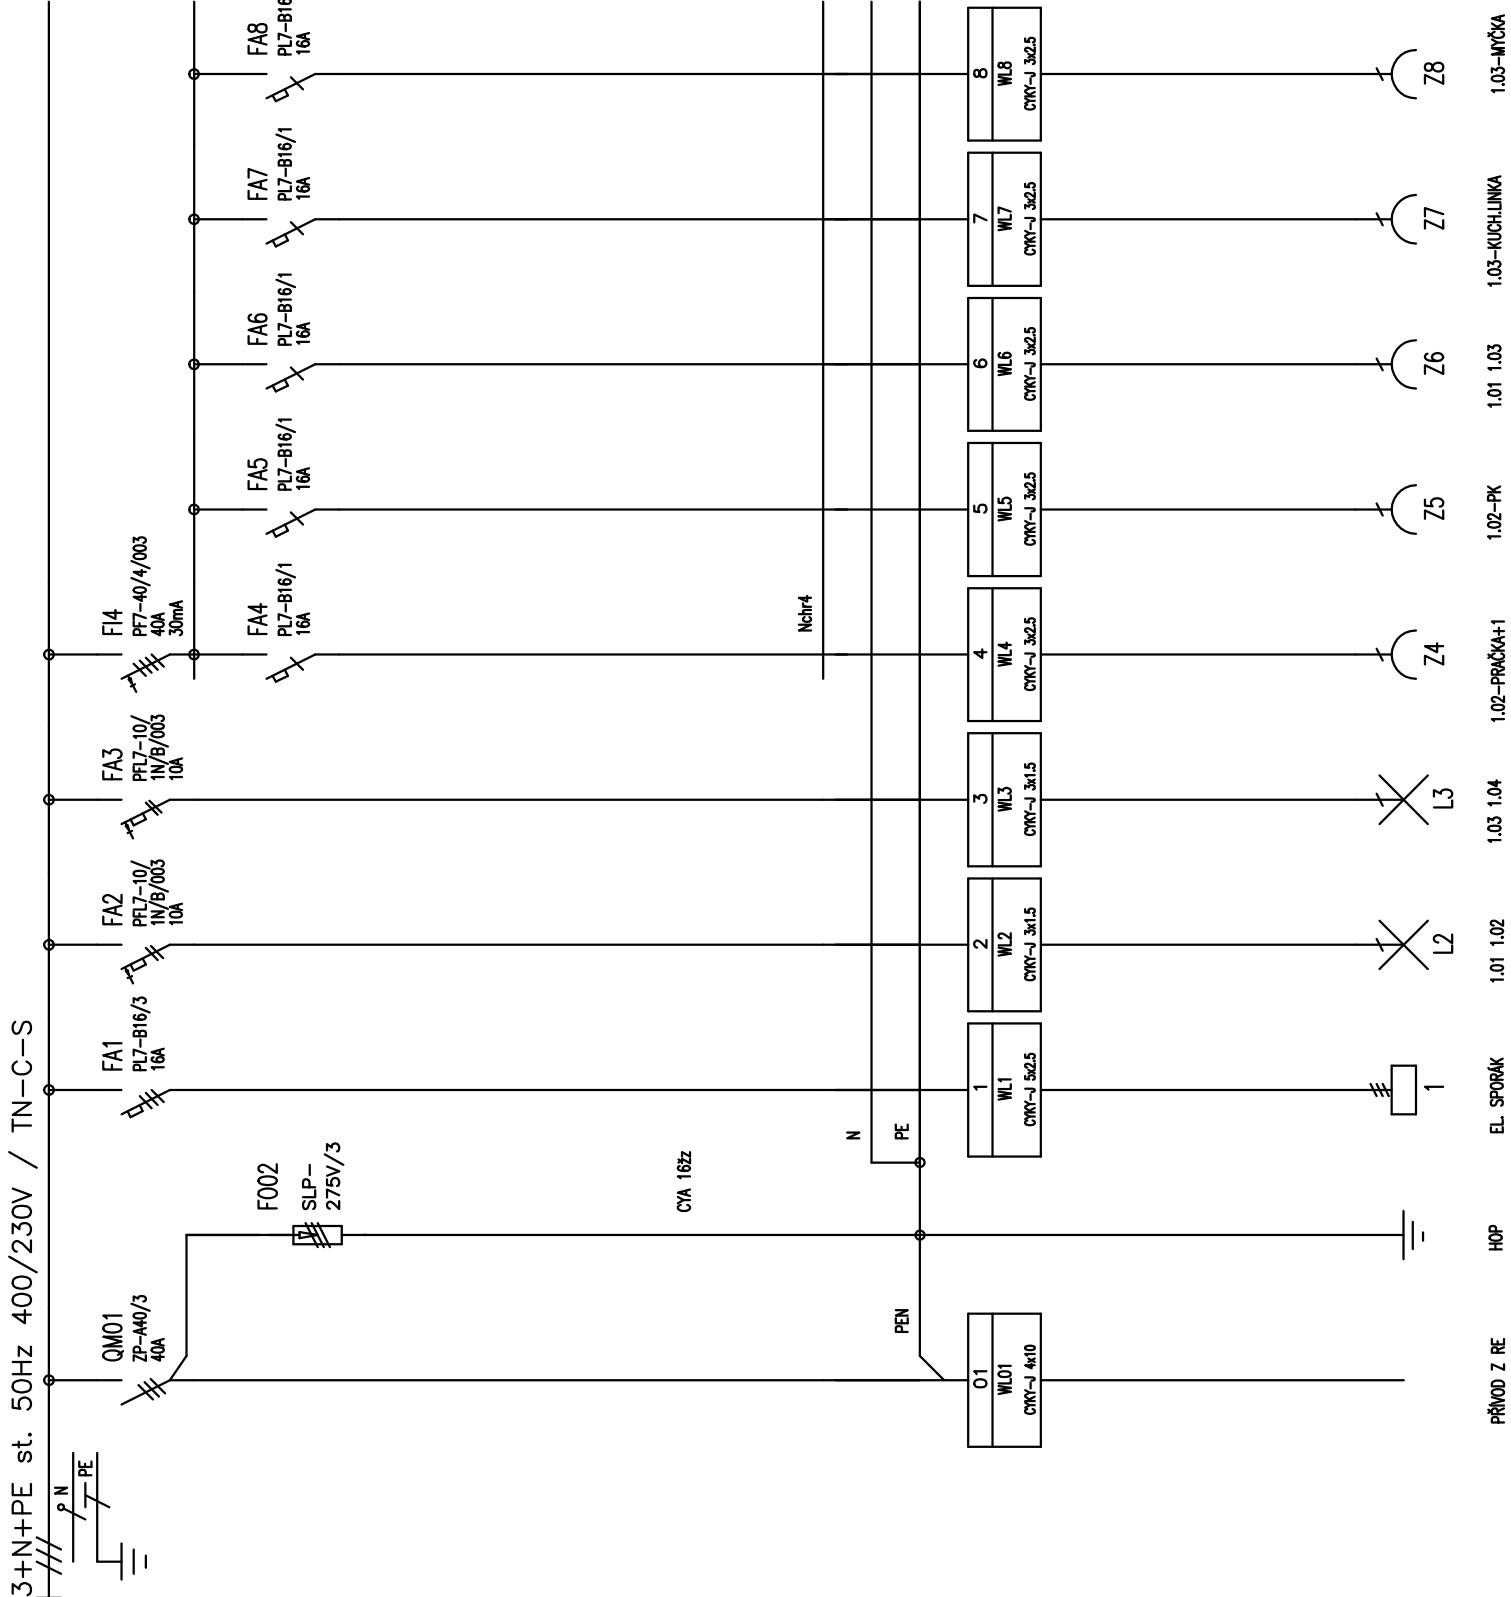 3+N+PE st. 50Hz 400/230V / TN-C-S
N
PE
QM01
ZP-A40/3
40A
PEN
01
WL01
CYKY-J 4x10
PŘÍVOD Z RE
F002
SLP-
275V/3
CYA 16žz
HOP
N
PE
FA1
PL7-B16/3
16A
1
WL1
CYKY-J 5x2.5
1
EL. SPORÁK
FA2
PFL7-10/
1N/B/003
10A
2
WL2
CYKY-J 3x1.5
L2
1.01 1.02
FA3
PFL7-10/
1N/B/003
10A
3
WL3
CYKY-J 3x1.5
L3
1.03 1.04
FI4
PF7-40/4/003
40A
30mA
FA4
PL7-B16/1
16A
Nchr4
4
WL4
CYKY-J 3x2.5
Z4
1.02-PRAČKA+1
FA5
PL7-B16/1
16A
5
WL5
CYKY-J 3x2.5
Z5
1.02-PK
FA6
PL7-B16/1
16A
6
WL6
CYKY-J 3x2.5
Z6
1.01 1.03
FA7
PL7-B16/1
16A
7
WL7
CYKY-J 3x2.5
Z7
1.03-KUCH.LINKA
FA8
PL7-B16
16A
8
WL8
CYKY-J 3x2.5
Z8
1.03-MYČKA